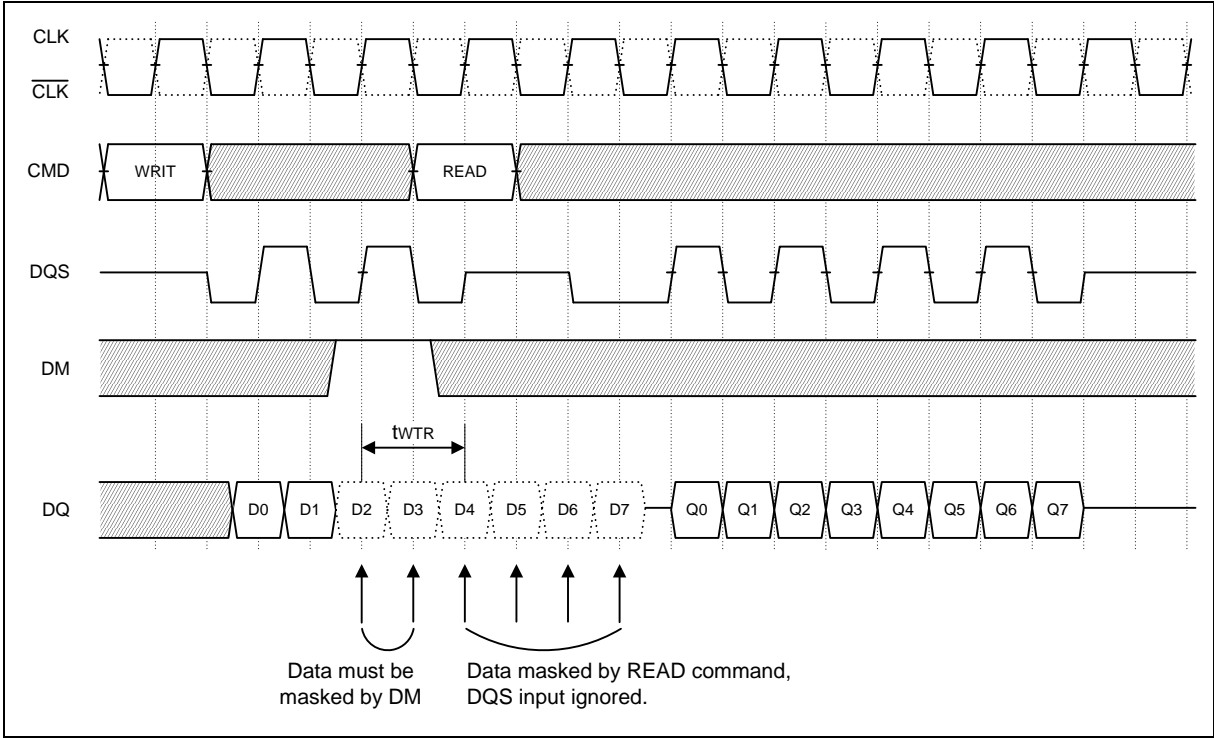 CLK
CLK
CMD WRIT READ
DQS
DM
tWTR
DQ D0 D1 D2 D3 D4 D5 D6 D7 Q0 Q1 Q2 Q3 Q4 Q5 Q6 Q7
Data must be
masked by DM
Data masked by READ command,
DQS input ignored.